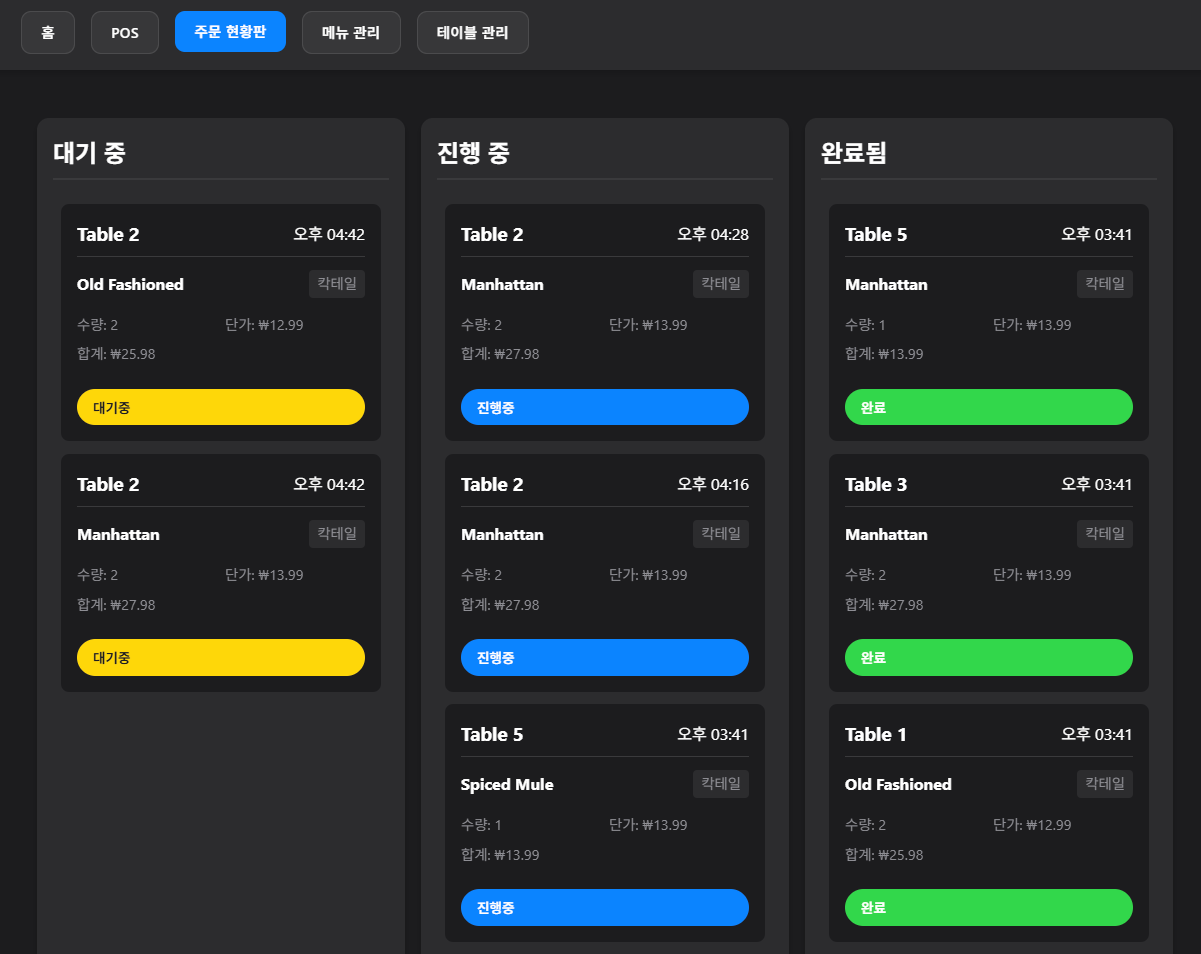 홈
POS
주문 현황판
메뉴 관리
테이블 관리
대기 중
Table 2
오후 04:42
Old Fashioned
칵테일
수량: 2
단가: ₩12.99
합계: ₩25.98
대기중
Table 2
오후 04:42
Manhattan
칵테일
수량: 2
단가: ₩13.99
합계: ₩27.98
대기중
진행 중
Table 2
오후 04:28
Manhattan
칵테일
수량: 2
단가: ₩13.99
합계: ₩27.98
진행중
Table 2
오후 04:16
Manhattan
칵테일
수량: 2
단가: ₩13.99
합계: ₩27.98
진행중
Table 5
오후 03:41
Spiced Mule
칵테일
수량: 1
단가: ₩13.99
합계: ₩13.99
진행중
완료됨
Table 5
오후 03:41
Manhattan
칵테일
수량: 1
단가: ₩13.99
합계: ₩13.99
완료
Table 3
오후 03:41
Manhattan
칵테일
수량: 2
단가: ₩13.99
합계: ₩27.98
완료
Table 1
오후 03:41
Old Fashioned
칵테일
수량: 2
단가: ₩12.99
합계: ₩25.98
완료